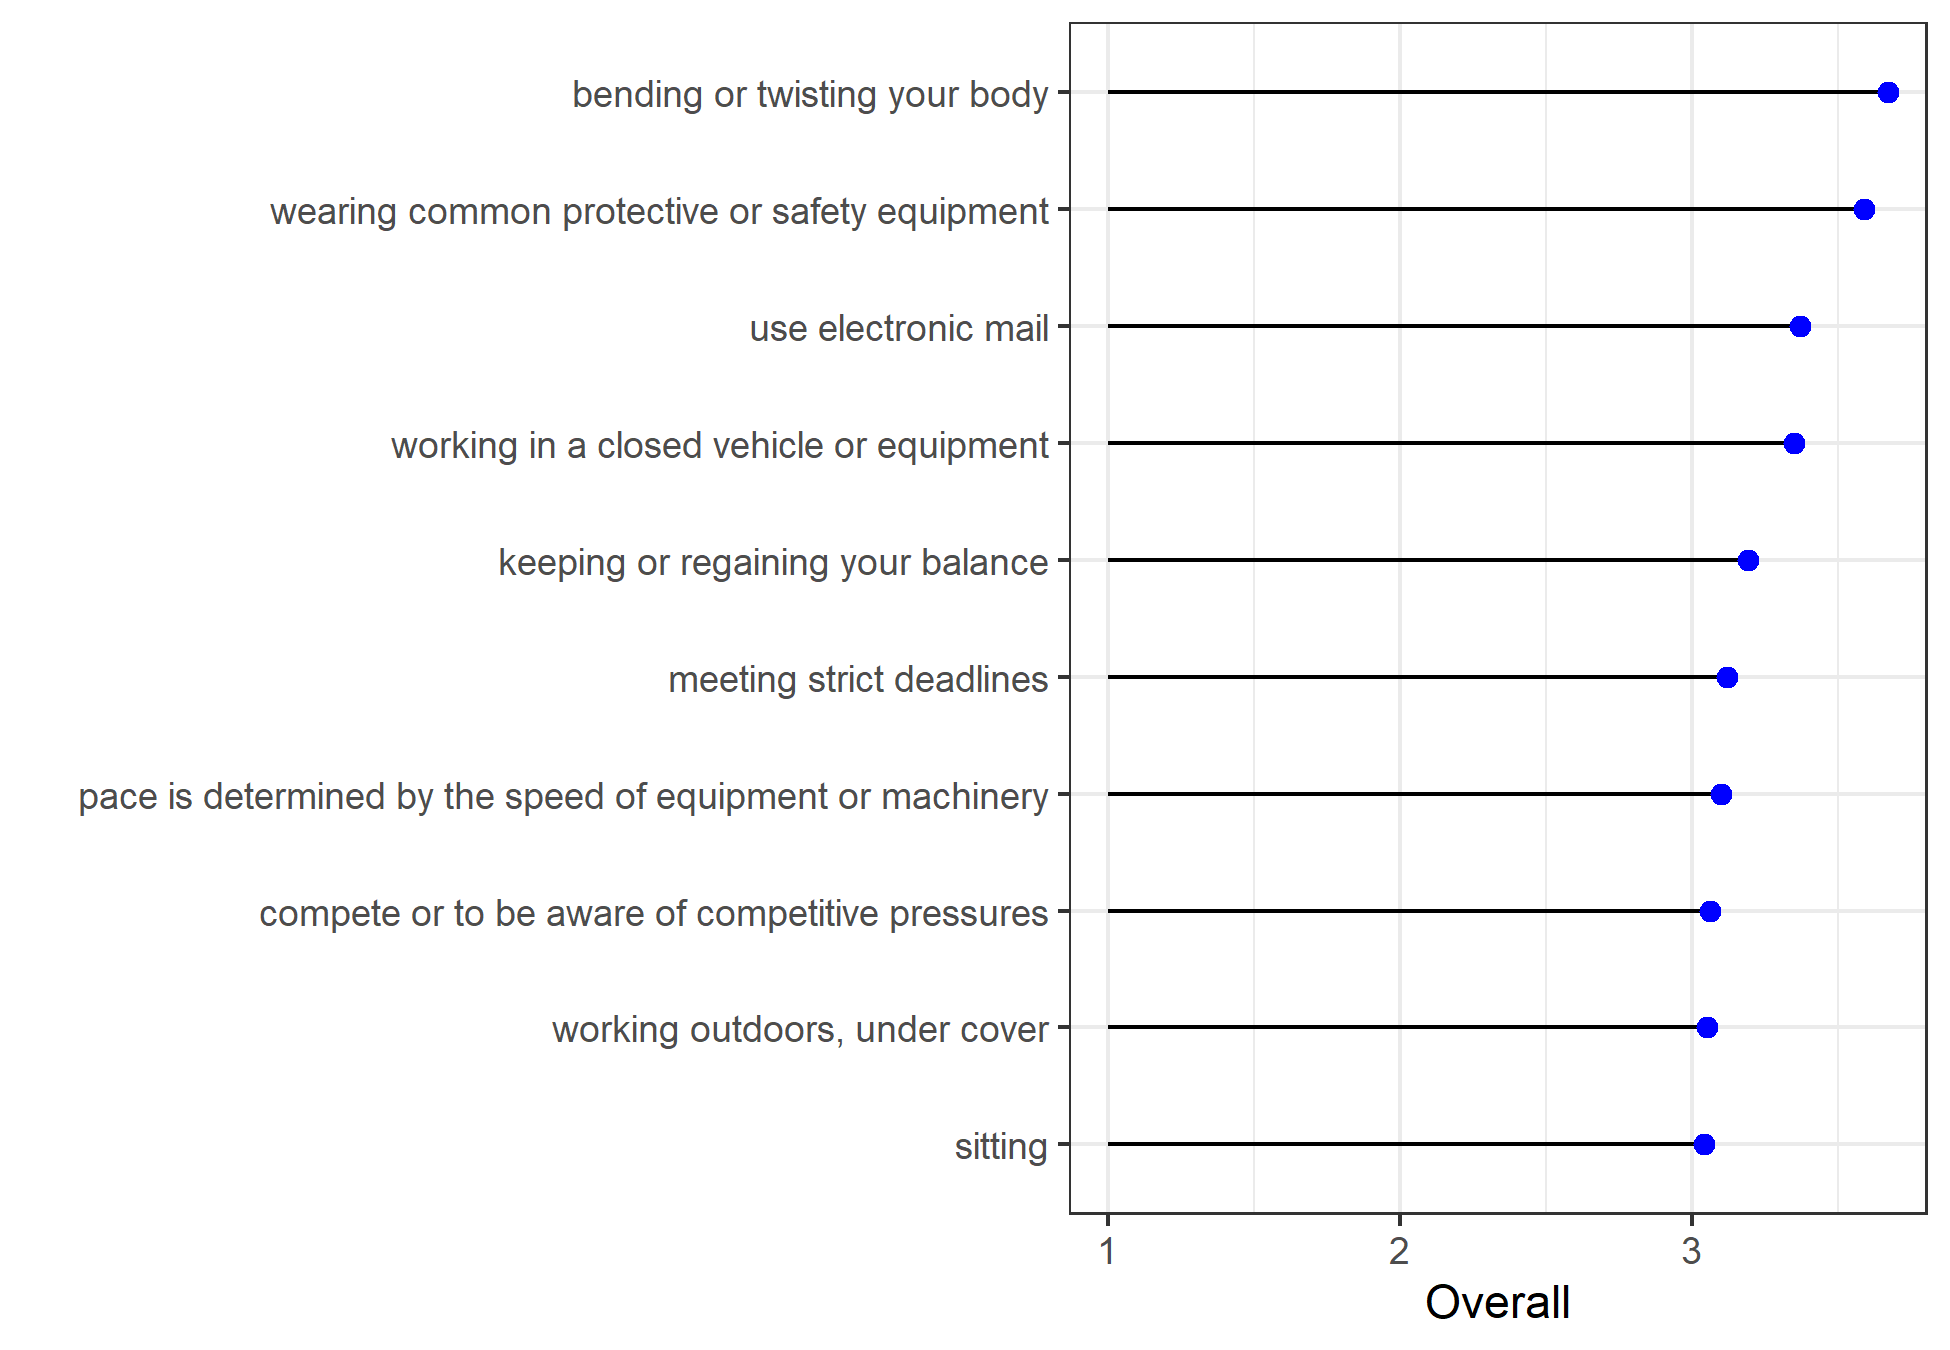 bending or twisting your body
wearing common protective or safety equipment
use electronic mail
working in a closed vehicle or equipment
keeping or regaining your balance
meeting strict deadlines
pace is determined by the speed of equipment or machinery
compete or to be aware of competitive pressures
working outdoors, under cover
sitting
1 2 3
Overall